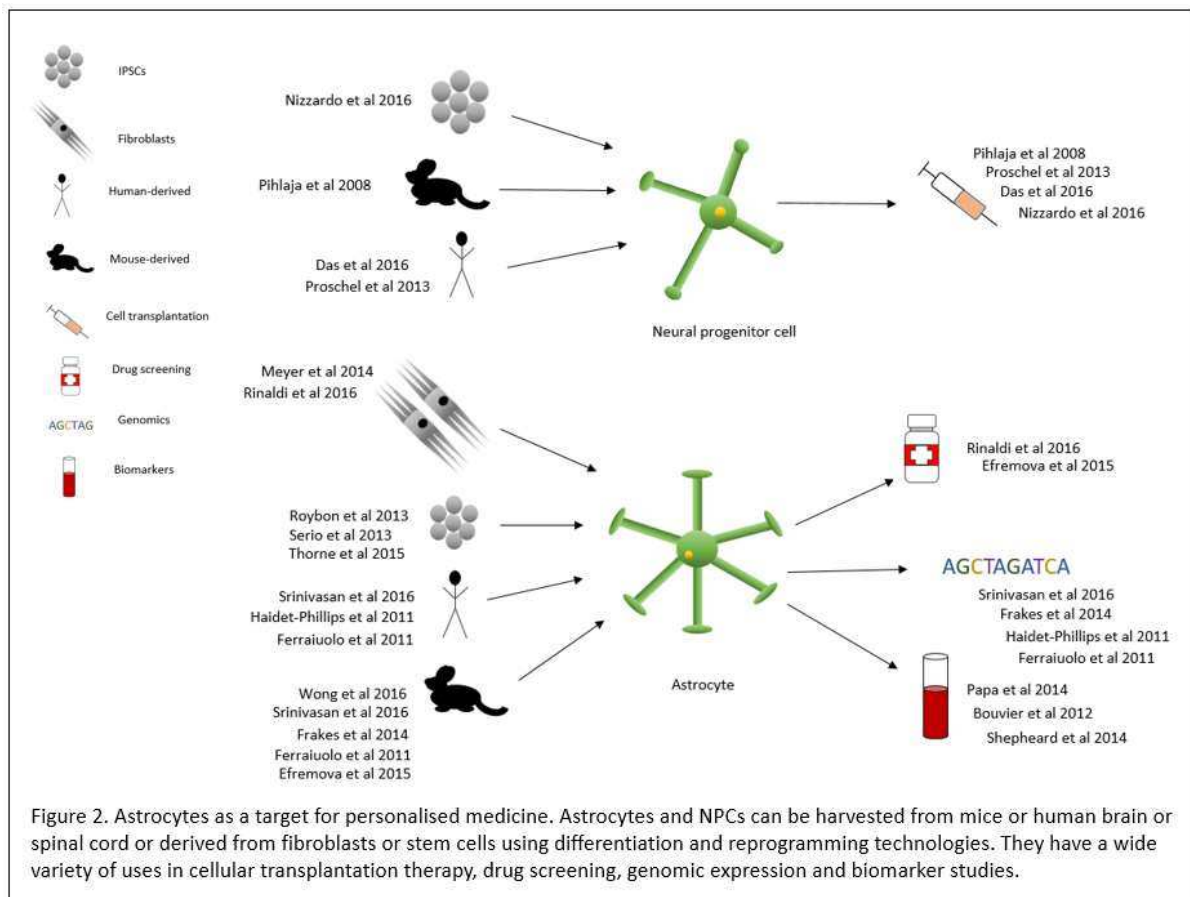 IPSCs
Fibroblasts
Human-derived
Mouse-derived
Cell transplantation
Drug screening
AGCTAG
Genomics
Biomarkers
Nizzardo et al 2016
Pihlaja et al 2008
Das et al 2016
Proschel et al 2013
Neural progenitor cell
Pihlaja et al 2008
Proschel et al 2013
Das et al 2016
Nizzardo et al 2016
Meyer et al 2014
Rinaldi et al 2016
Roybon et al 2013
Serio et al 2013
Thorne et al 2015
Srinivasan et al 2016
Haidet-Phillips et al 2011
Ferraiuolo et al 2011
Wong et al 2016
Srinivasan et al 2016
Frakes et al 2014
Ferraiuolo et al 2011
Efremova et al 2015
Astrocyte
Rinaldi et al 2016
Efremova et al 2015
AGCTAGATCA
Srinivasan et al 2016
Frakes et al 2014
Haidet-Phillips et al 2011
Ferraiuolo et al 2011
Papa et al 2014
Bouvier et al 2012
Shepheard et al 2014
Figure 2. Astrocytes as a target for personalised medicine. Astrocytes and NPCs can be harvested from mice or human brain or
spinal cord or derived from fibroblasts or stem cells using differentiation and reprogramming technologies. They have a wide
variety of uses in cellular transplantation therapy, drug screening, genomic expression and biomarker studies.